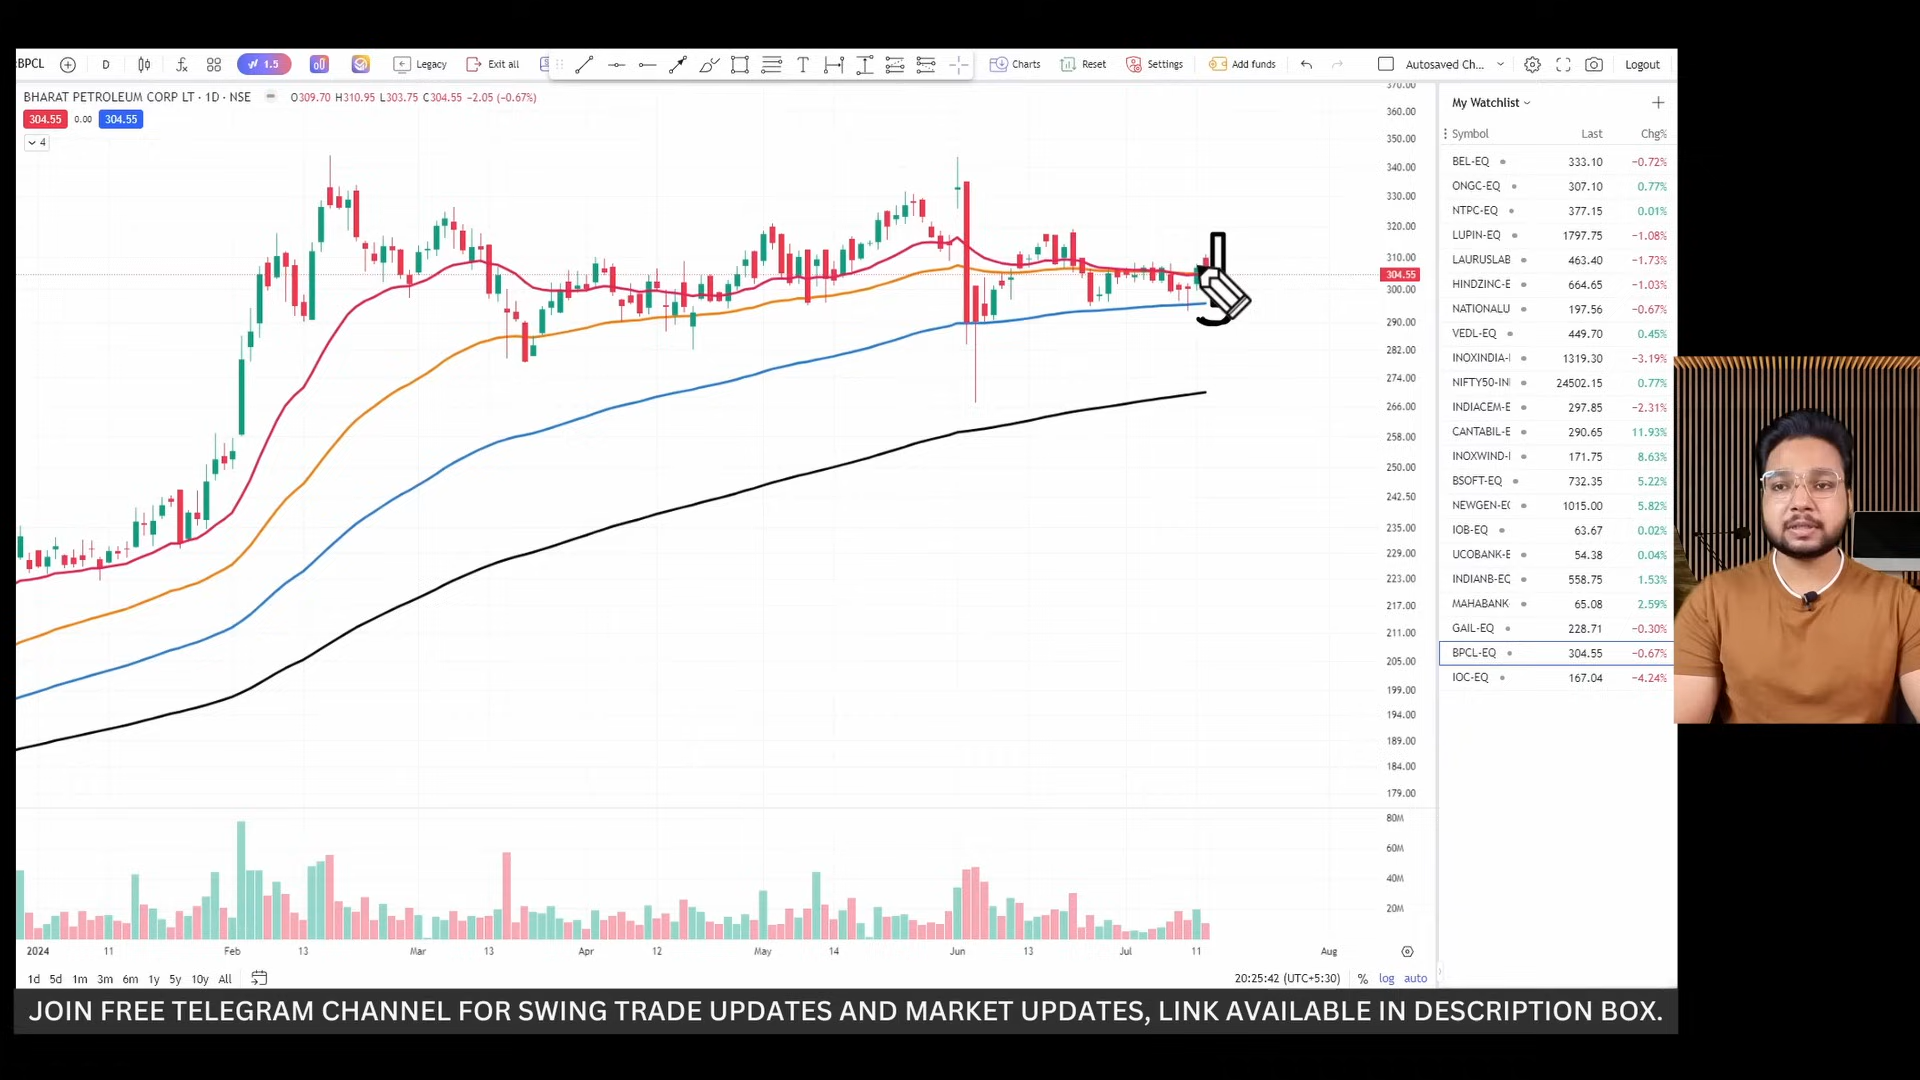 :BPCL D 1.5 Legacy Exit all T Charts Reset Settings Add funds Autosaved Ch... Logout
BHARAT PETROLEUM CORP LT · 1D · NSE O309.70 H310.95 L303.75 C304.55 −2.05 (−0.67%)
304.55 0.00 304.55
4
370.00
360.00
350.00
340.00
330.00
320.00
310.00
304.55
300.00
290.00
282.00
274.00
266.00
258.00
250.00
242.50
235.00
229.00
223.00
217.00
211.00
205.00
199.00
194.00
189.00
184.00
179.00
80M
60M
40M
20M
2024 11 Feb 13 Mar 13 Apr 12 May 14 Jun 13 Jul 11 Aug
1d 5d 1m 3m 6m 1y 5y 10y All 20:25:42 (UTC+5:30) % log auto
My Watchlist
Symbol Last Chg%
BEL-EQ 333.10 −0.72%
ONGC-EQ 307.10 0.77%
NTPC-EQ 377.15 0.01%
LUPIN-EQ 1797.75 −1.08%
LAURUSLAB 463.40 −1.73%
HINDZINC-E 664.65 −1.03%
NATIONALU 197.56 −0.67%
VEDL-EQ 449.70 0.45%
INOXINDIA- 1319.30 −3.19%
NIFTY50-IN 24502.15 0.77%
INDIACEM-E 297.85 −2.31%
CANTABIL-E 290.65 11.93%
INOXWIND- 171.75 8.63%
BSOFT-EQ 732.35 5.22%
NEWGEN-E 1015.00 5.82%
IOB-EQ 63.67 0.02%
UCOBANK-E 54.38 0.04%
INDIANB-EQ 558.75 1.53%
MAHABANK 65.08 2.59%
GAIL-EQ 228.71 −0.30%
BPCL-EQ 304.55 −0.67%
IOC-EQ 167.04 −4.24%
JOIN FREE TELEGRAM CHANNEL FOR SWING TRADE UPDATES AND MARKET UPDATES, LINK AVAILABLE IN DESCRIPTION BOX.